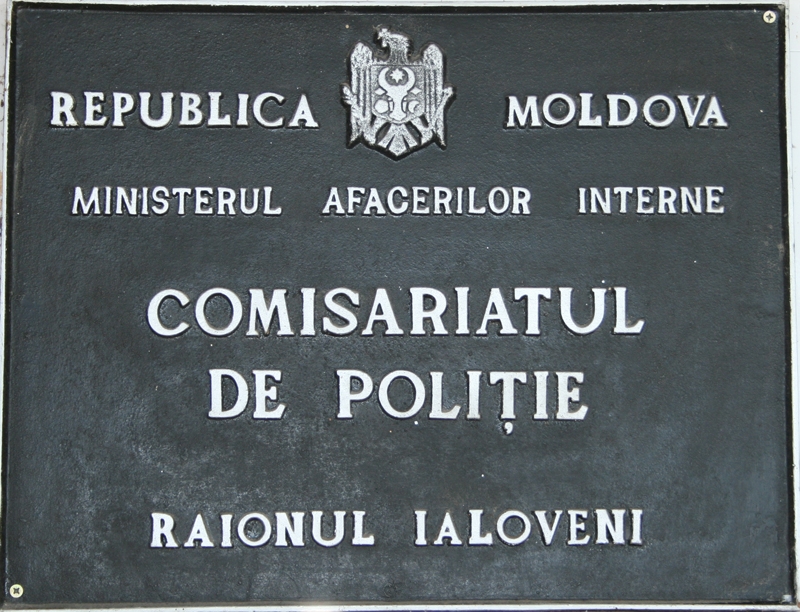 REPUBLICA MOLDOVA
MINISTERUL AFACERILOR INTERNE
COMISARIATUL
DE POLIȚIE
RAIONUL IALOVENI